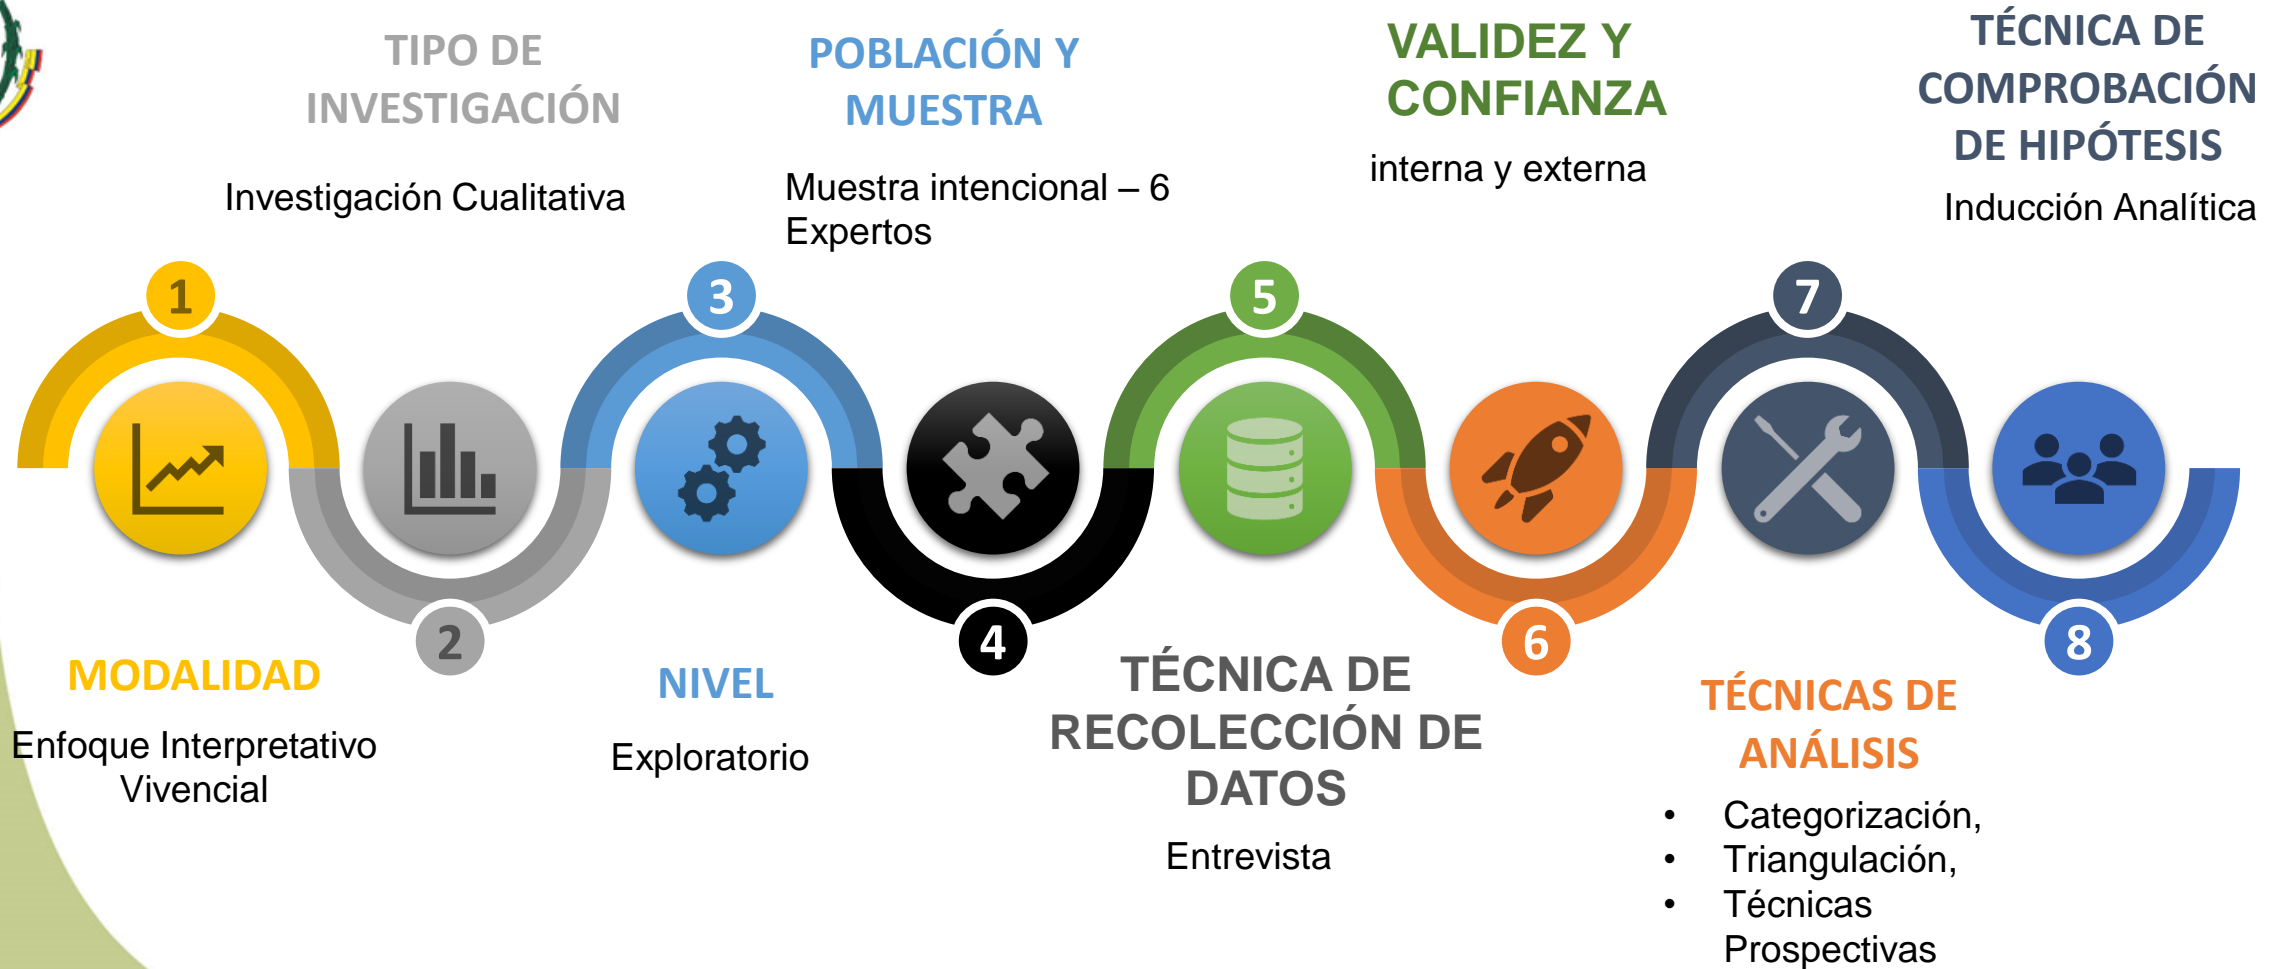 TIPO DE
INVESTIGACIÓN
Investigación Cualitativa
POBLACIÓN Y
MUESTRA
Muestra intencional – 6
Expertos
VALIDEZ Y
CONFIANZA
interna y externa
TÉCNICA DE
COMPROBACIÓN
DE HIPÓTESIS
Inducción Analítica
1
3
5
7
2
4
6
8
MODALIDAD
Enfoque Interpretativo
Vivencial
NIVEL
Exploratorio
TÉCNICA DE
RECOLECCIÓN DE
DATOS
Entrevista
TÉCNICAS DE
ANÁLISIS
• Categorización,
• Triangulación,
• Técnicas
Prospectivas